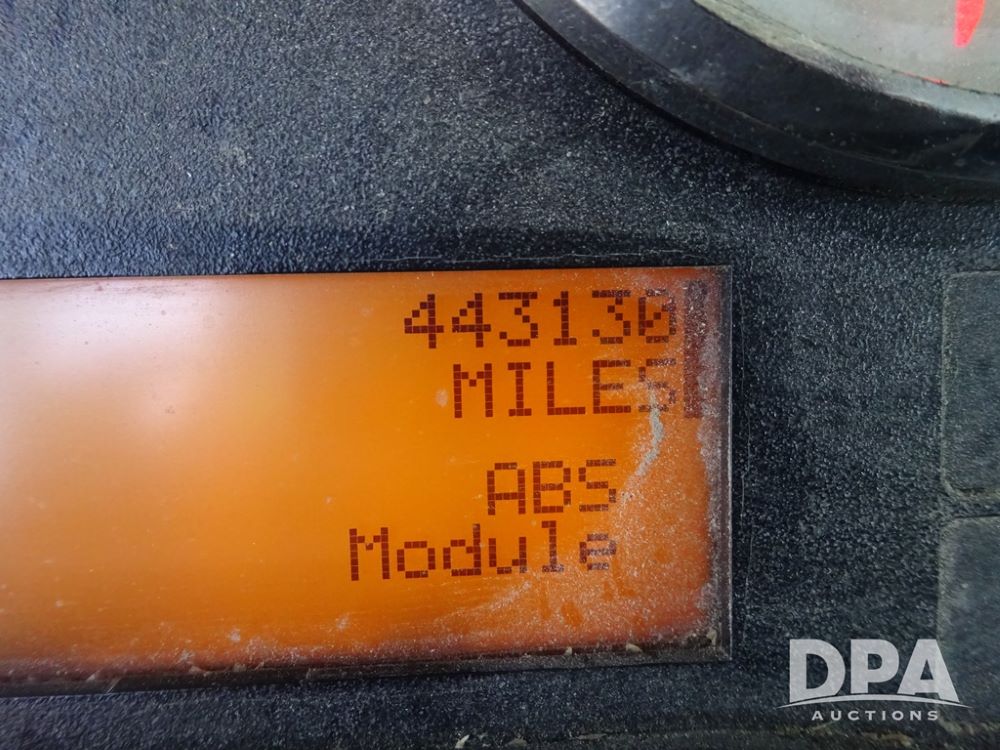 443130
MILES
ABS
Module
DPA
AUCTIONS